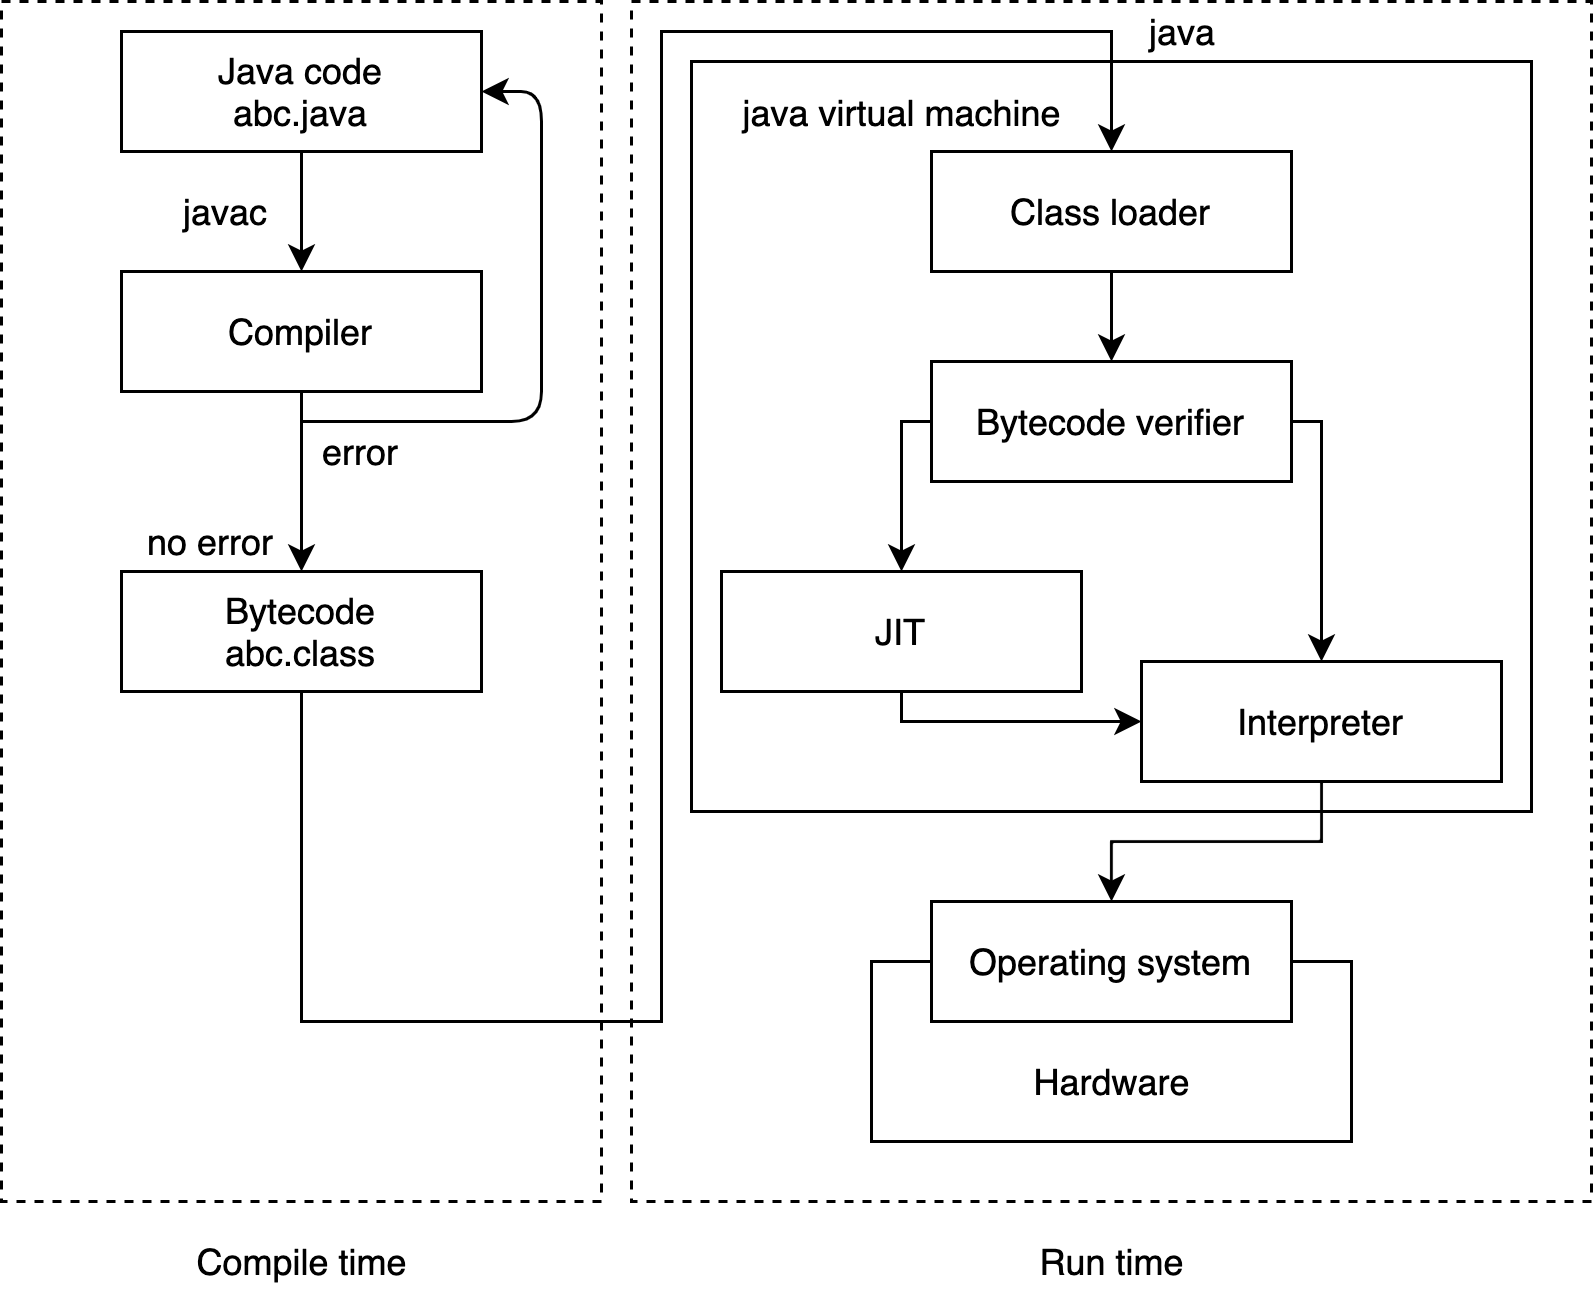 Java code
abc.java
javac
Compiler
error
no error
Bytecode
abc.class
java
java virtual machine
Class loader
Bytecode verifier
JIT
Interpreter
Operating system
Hardware
Compile time
Run time